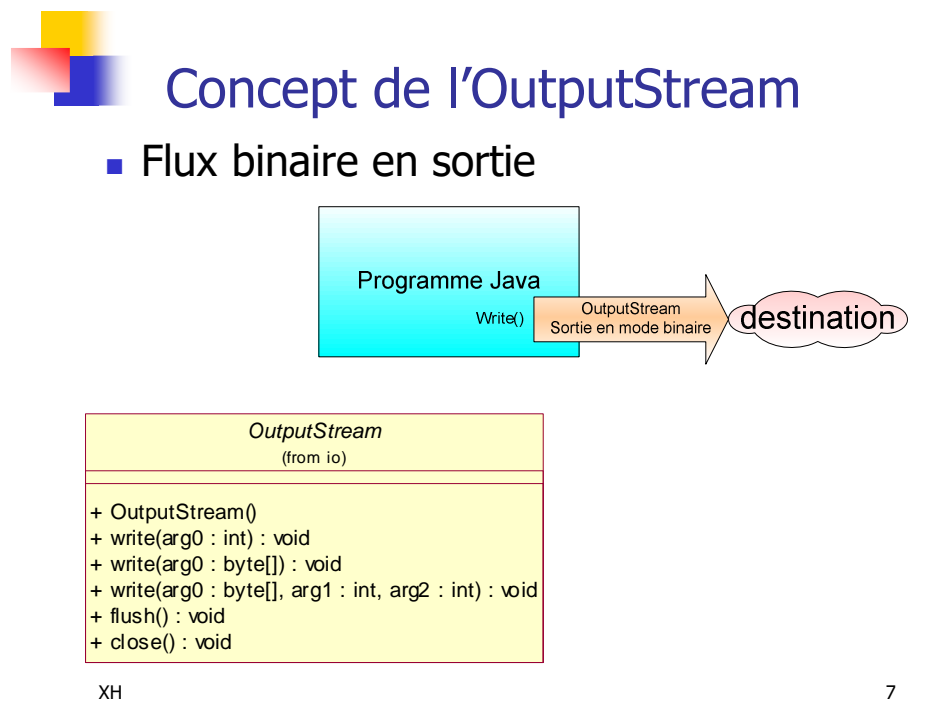 Concept de l'OutputStream
Flux binaire en sortie
Programme Java
Write()
OutputStream
Sortie en mode binaire
destination
OutputStream
(from io)
+ OutputStream()
+ write(arg0 : int) : void
+ write(arg0 : byte[]) : void
+ write(arg0 : byte[], arg1 : int, arg2 : int) : void
+ flush() : void
+ close() : void
XH
7